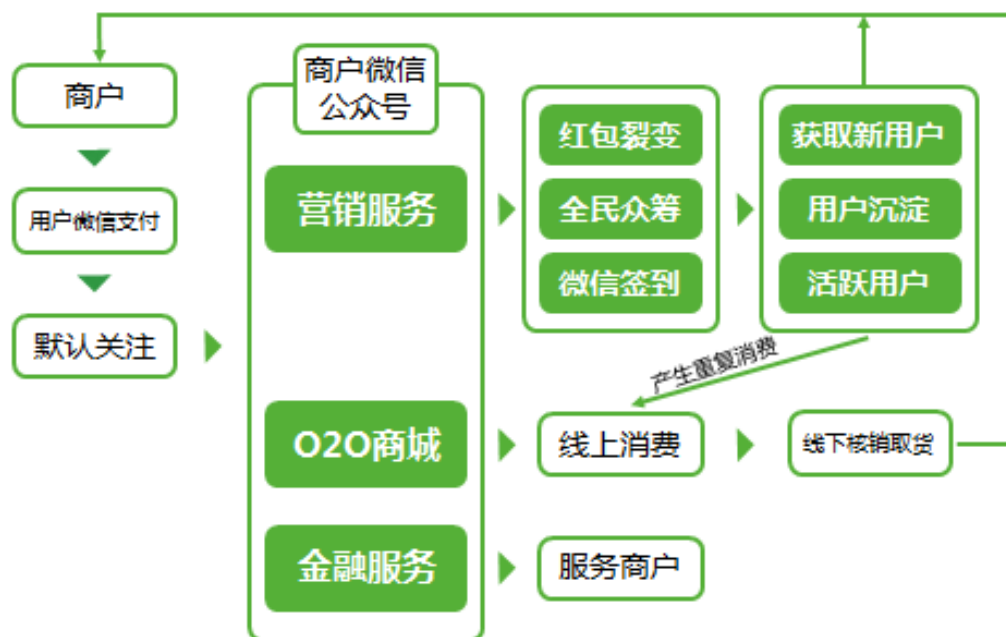 商户
用户微信支付
默认关注
商户微信
公众号
营销服务
O2O商城
金融服务
红包裂变
全民众筹
微信签到
获取新用户
用户沉淀
活跃用户
产生重复消费
线上消费
线下核销取货
服务商户